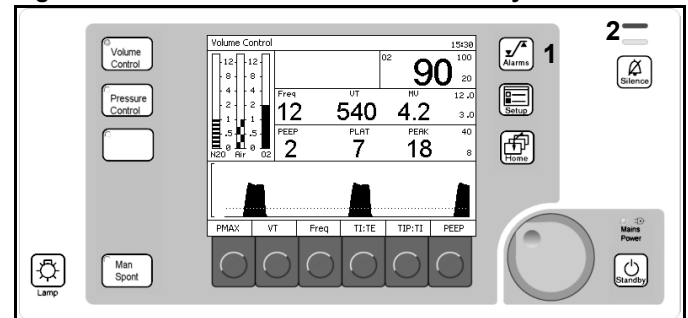 Volume Control
15:30
Volume
Control
Pressure
Control
Man
Spont
Lamp
12 12
8 8
4 4
2 2
1 1
.5 .5
0 0
N2O Air O2
O2 90 100
20
Freq VT MV 12.0
12 540 4.2 3.0
PEEP PLAT PEAK 40
2 7 18 8
PMAX VT Freq TI:TE TIP:TI PEEP
Alarms
1
Setup
Home
2
Silence
Mains
Power
Standby